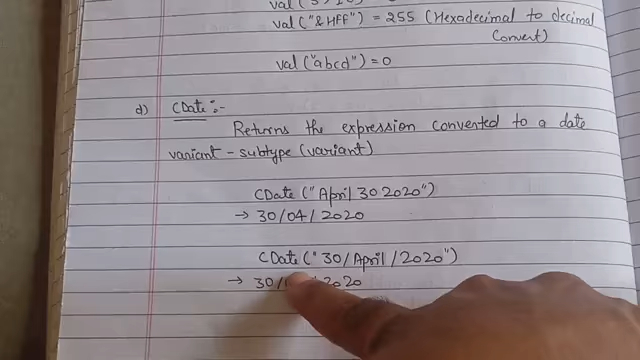 val("&HFF") = 255 (Hexadecimal to decimal
Convert)
val("abcd") = 0
d) CDate :-
Returns the expression converted to a date
variant - subtype (variant)
CDate ("April 30 2020")
→ 30/04/2020
CDate ("30/April/2020")
→ 30/ /2020